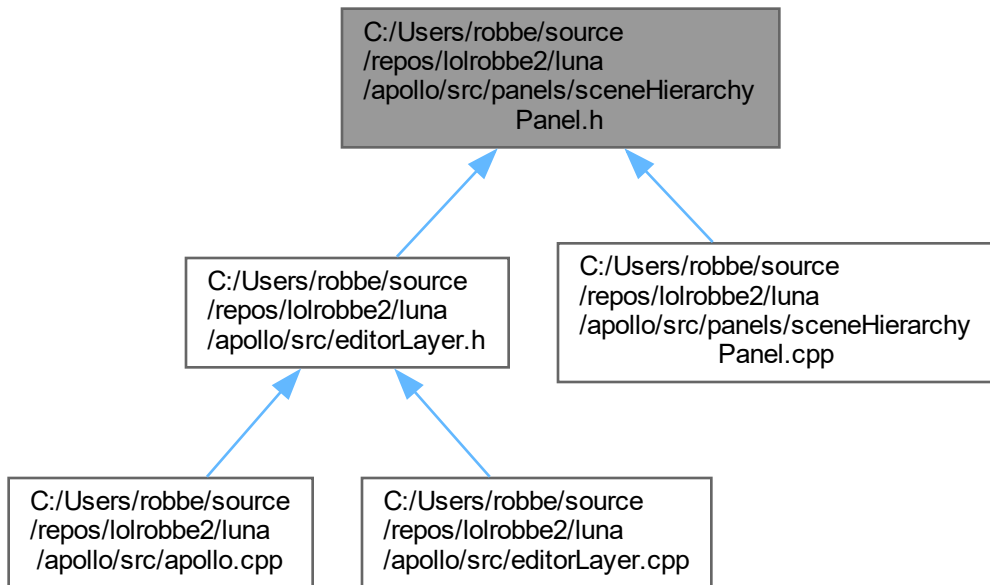 C:/Users/robbe/source
/repos/lolrobbe2/luna
/apollo/src/panels/sceneHierarchy
Panel.h
C:/Users/robbe/source
/repos/lolrobbe2/luna
/apollo/src/editorLayer.h
C:/Users/robbe/source
/repos/lolrobbe2/luna
/apollo/src/panels/sceneHierarchy
Panel.cpp
C:/Users/robbe/source
/repos/lolrobbe2/luna
/apollo/src/apollo.cpp
C:/Users/robbe/source
/repos/lolrobbe2/luna
/apollo/src/editorLayer.cpp